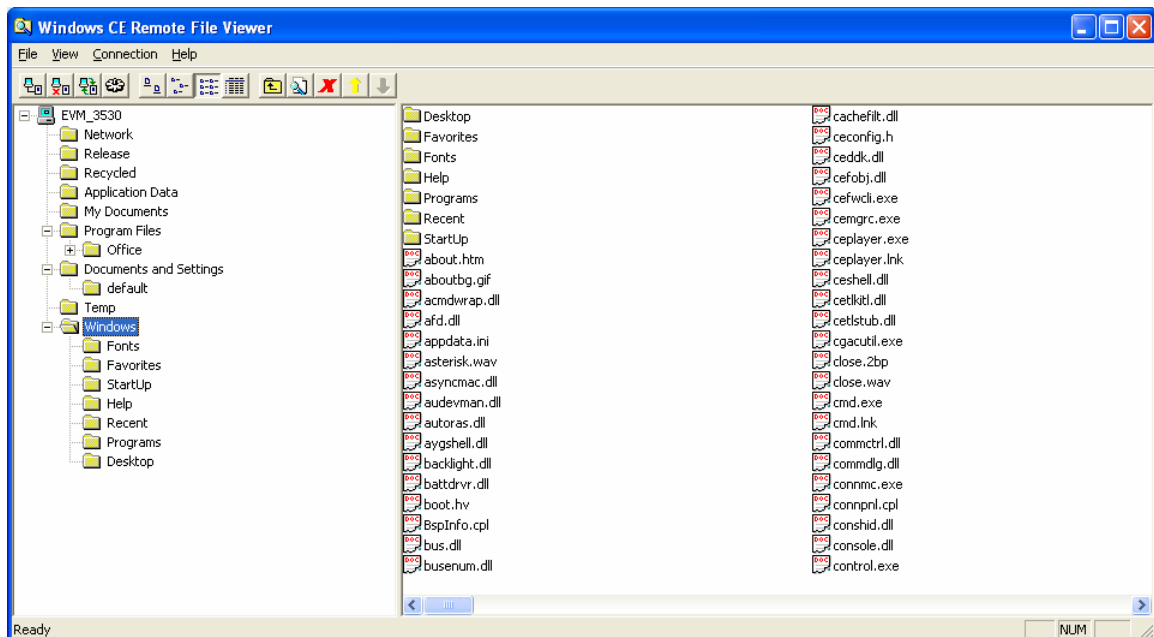 Windows CE Remote File Viewer
File View Connection Help
EVM_3530
Network
Release
Recycled
Application Data
My Documents
Program Files
Office
Documents and Settings
default
Temp
Windows
Fonts
Favorites
StartUp
Help
Recent
Programs
Desktop
Desktop
Favorites
Fonts
Help
Programs
Recent
StartUp
about.htm
aboutbg.gif
acmdwrap.dll
afd.dll
appdata.ini
asterisk.wav
asyncmac.dll
audevman.dll
autoras.dll
aygshell.dll
backlight.dll
battdrvr.dll
boot.hv
BspInfo.cpl
bus.dll
busenum.dll
cachefilt.dll
ceconfig.h
ceddk.dll
cefobj.dll
cefwcli.exe
cemgrc.exe
ceplayer.exe
ceplayer.lnk
ceshell.dll
cetlkitl.dll
cetlstub.dll
cgacutil.exe
close.2bp
close.wav
cmd.exe
cmd.lnk
commctrl.dll
commdlg.dll
connmc.exe
connpnl.cpl
conshid.dll
console.dll
control.exe
Ready
NUM